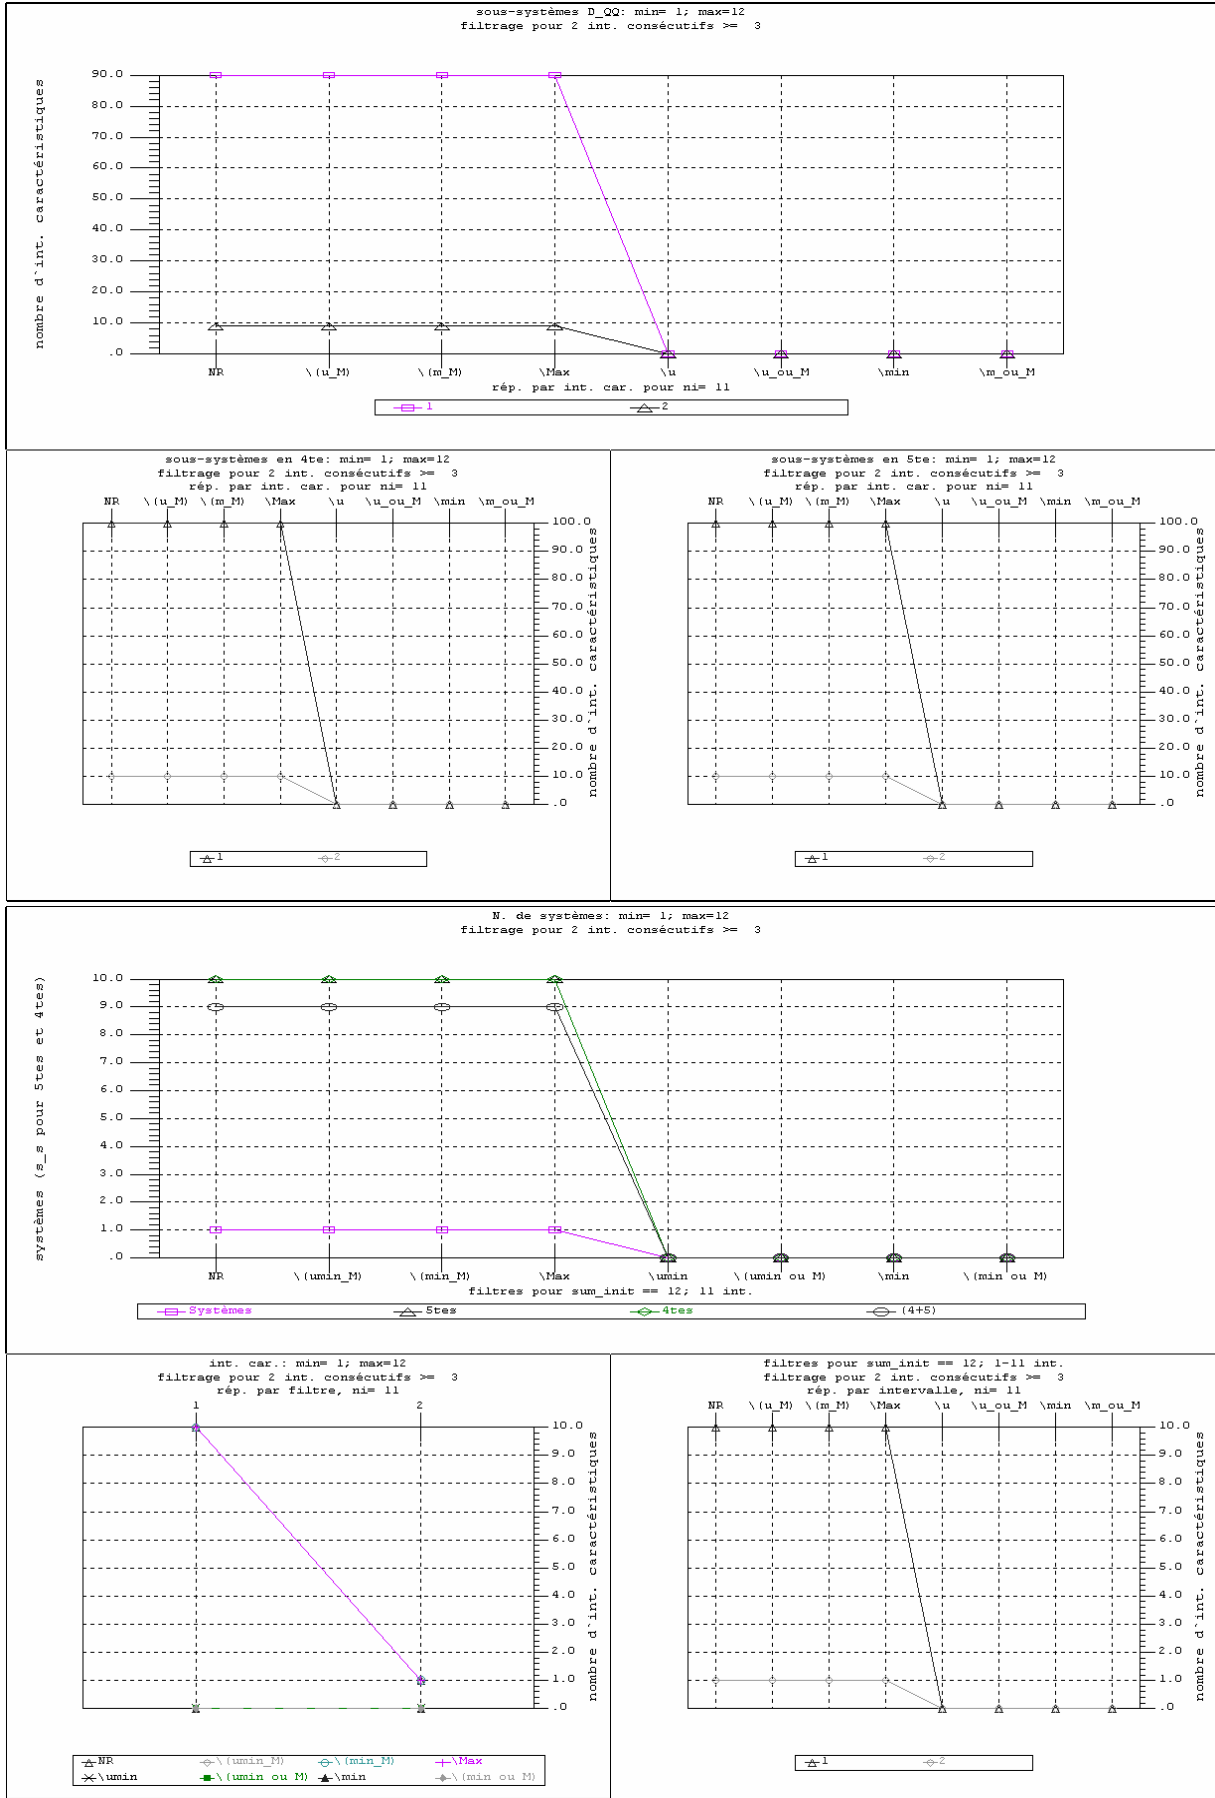 sous-systèmes D_QQ: min= 1; max=12
filtrage pour 2 int. consécutifs >=  3
nombre d`int. caractéristiques
90.0
80.0
70.0
60.0
50.0
40.0
30.0
20.0
10.0
.0
NR \(u_M) \(m_M) \Max \u \u_ou_M \min \m_ou_M
rép. par int. car. pour ni= 11
1 2
sous-systèmes en 4te: min= 1; max=12
filtrage pour 2 int. consécutifs >=  3
rép. par int. car. pour ni= 11
NR \(u_M) \(m_M) \Max \u \u_ou_M \min \m_ou_M
100.0
90.0
80.0
70.0
60.0
50.0
40.0
30.0
20.0
10.0
.0
nombre d`int. caractéristiques
1 2
sous-systèmes en 5te: min= 1; max=12
filtrage pour 2 int. consécutifs >=  3
rép. par int. car. pour ni= 11
NR \(u_M) \(m_M) \Max \u \u_ou_M \min \m_ou_M
100.0
90.0
80.0
70.0
60.0
50.0
40.0
30.0
20.0
10.0
.0
nombre d`int. caractéristiques
1 2
N. de systèmes: min= 1; max=12
filtrage pour 2 int. consécutifs >=  3
systèmes (s_s pour 5tes et 4tes)
10.0
9.0
8.0
7.0
6.0
5.0
4.0
3.0
2.0
1.0
.0
NR \(umin_M) \(min_M) \Max \umin \(umin ou M) \min \(min ou M)
filtres pour sum_init == 12; 11 int.
Systèmes 5tes 4tes (4+5)
int. car.: min= 1; max=12
filtrage pour 2 int. consécutifs >=  3
rép. par filtre, ni= 11
1 2
10.0
9.0
8.0
7.0
6.0
5.0
4.0
3.0
2.0
1.0
.0
nombre d`int. caractéristiques
NR \(umin_M) \(min_M) \Max
\umin \(umin ou M) \min \(min ou M)
filtres pour sum_init == 12; 1-11 int.
filtrage pour 2 int. consécutifs >=  3
rép. par intervalle, ni= 11
NR \(u_M) \(m_M) \Max \u \u_ou_M \min \m_ou_M
10.0
9.0
8.0
7.0
6.0
5.0
4.0
3.0
2.0
1.0
.0
nombre d`int. caractéristiques
1 2